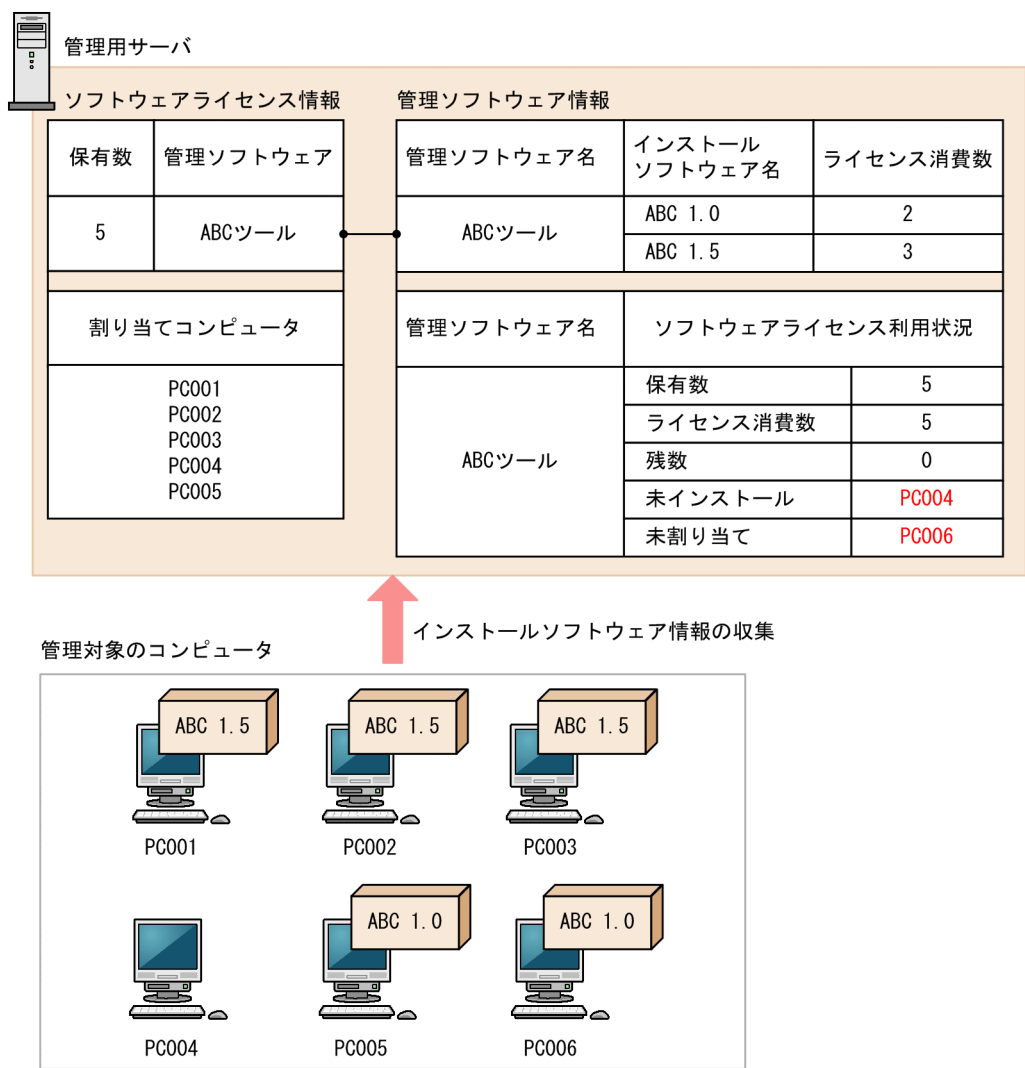 管理用サーバ
ソフトウェアライセンス情報
保有数 管理ソフトウェア
5 ABCツール
割り当てコンピュータ
PC001
PC002
PC003
PC004
PC005
管理ソフトウェア情報
管理ソフトウェア名 インストール
ソフトウェア名 ライセンス消費数
ABCツール
ABC 1.0 2
ABC 1.5 3
管理ソフトウェア名 ソフトウェアライセンス利用状況
ABCツール
保有数 5
ライセンス消費数 5
残数 0
未インストール PC004
未割り当て PC006
インストールソフトウェア情報の収集
管理対象のコンピュータ
ABC 1.5 ABC 1.5 ABC 1.5
PC001 PC002 PC003
ABC 1.0 ABC 1.0
PC004 PC005 PC006